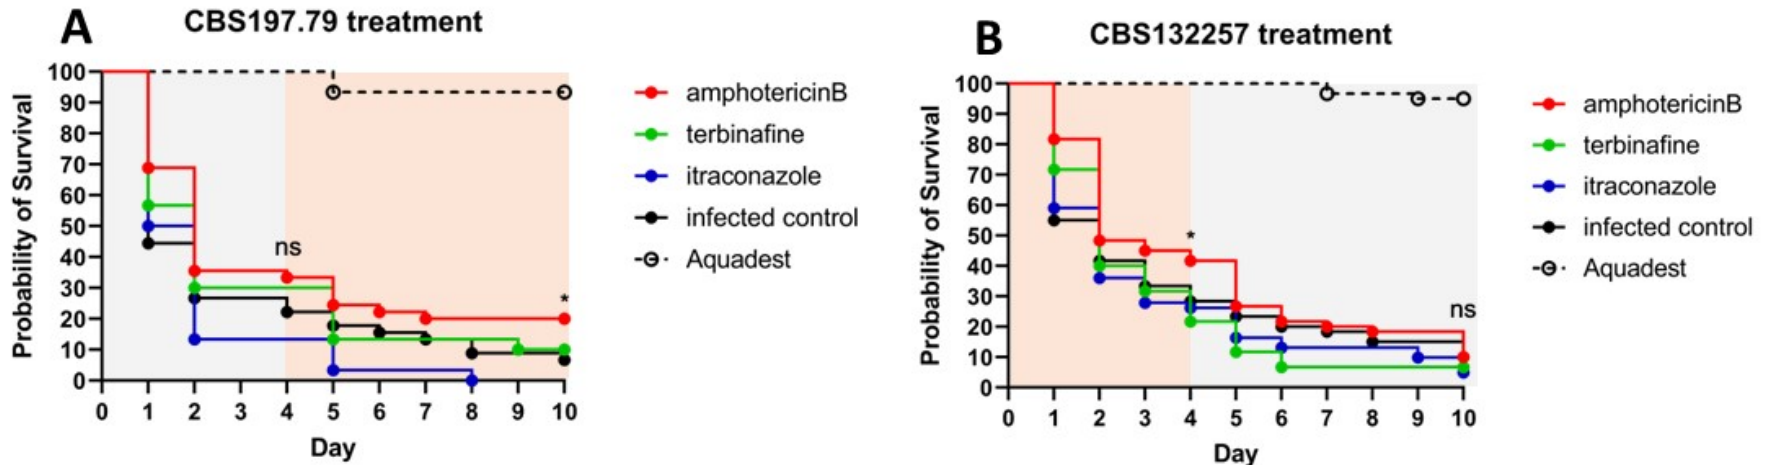 A
CBS197.79 treatment
Probability of Survival
100
90
80
70
60
50
40
30
20
10
0
ns
*
0 1 2 3 4 5 6 7 8 9 10
Day
amphotericinB
terbinafine
itraconazole
infected control
Aquadest
B
CBS132257 treatment
Probability of Survival
100
90
80
70
60
50
40
30
20
10
0
*
ns
0 1 2 3 4 5 6 7 8 9 10
Day
amphotericinB
terbinafine
itraconazole
infected control
Aquadest